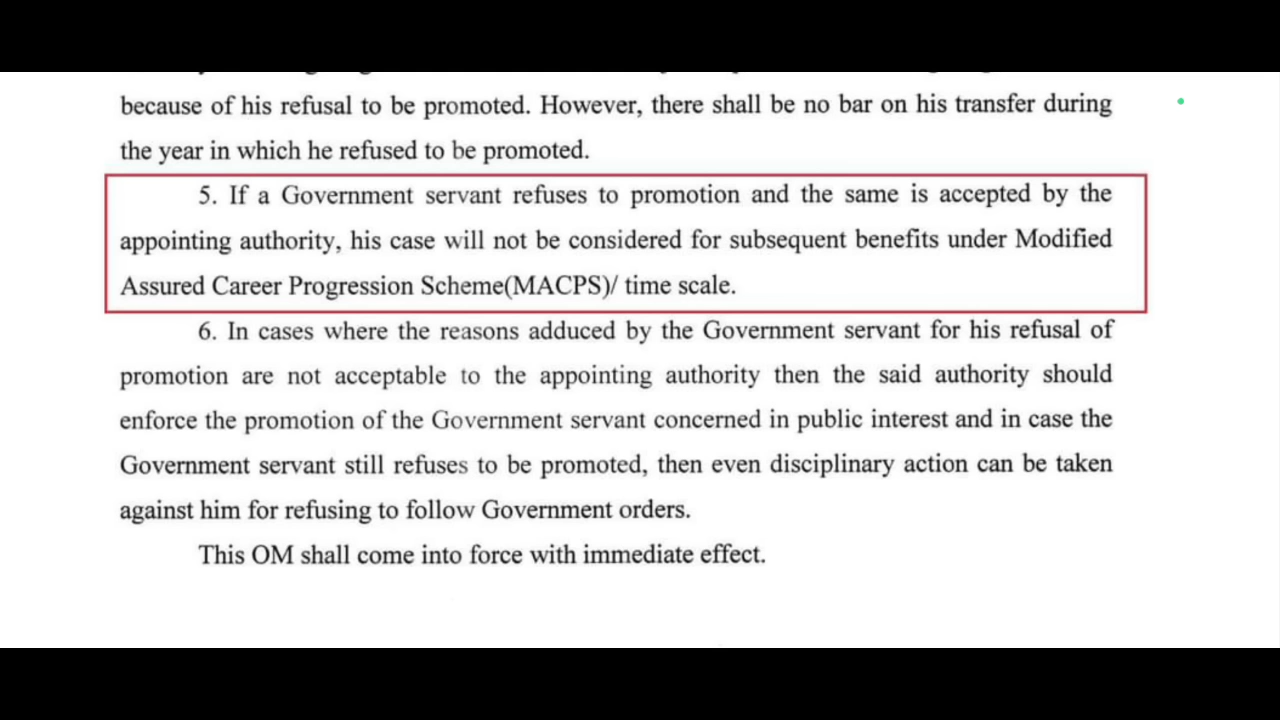 because of his refusal to be promoted. However, there shall be no bar on his transfer during
the year in which he refused to be promoted.
5. If a Government servant refuses to promotion and the same is accepted by the
appointing authority, his case will not be considered for subsequent benefits under Modified
Assured Career Progression Scheme(MACPS)/ time scale.
6. In cases where the reasons adduced by the Government servant for his refusal of
promotion are not acceptable to the appointing authority then the said authority should
enforce the promotion of the Government servant concerned in public interest and in case the
Government servant still refuses to be promoted, then even disciplinary action can be taken
against him for refusing to follow Government orders.
This OM shall come into force with immediate effect.